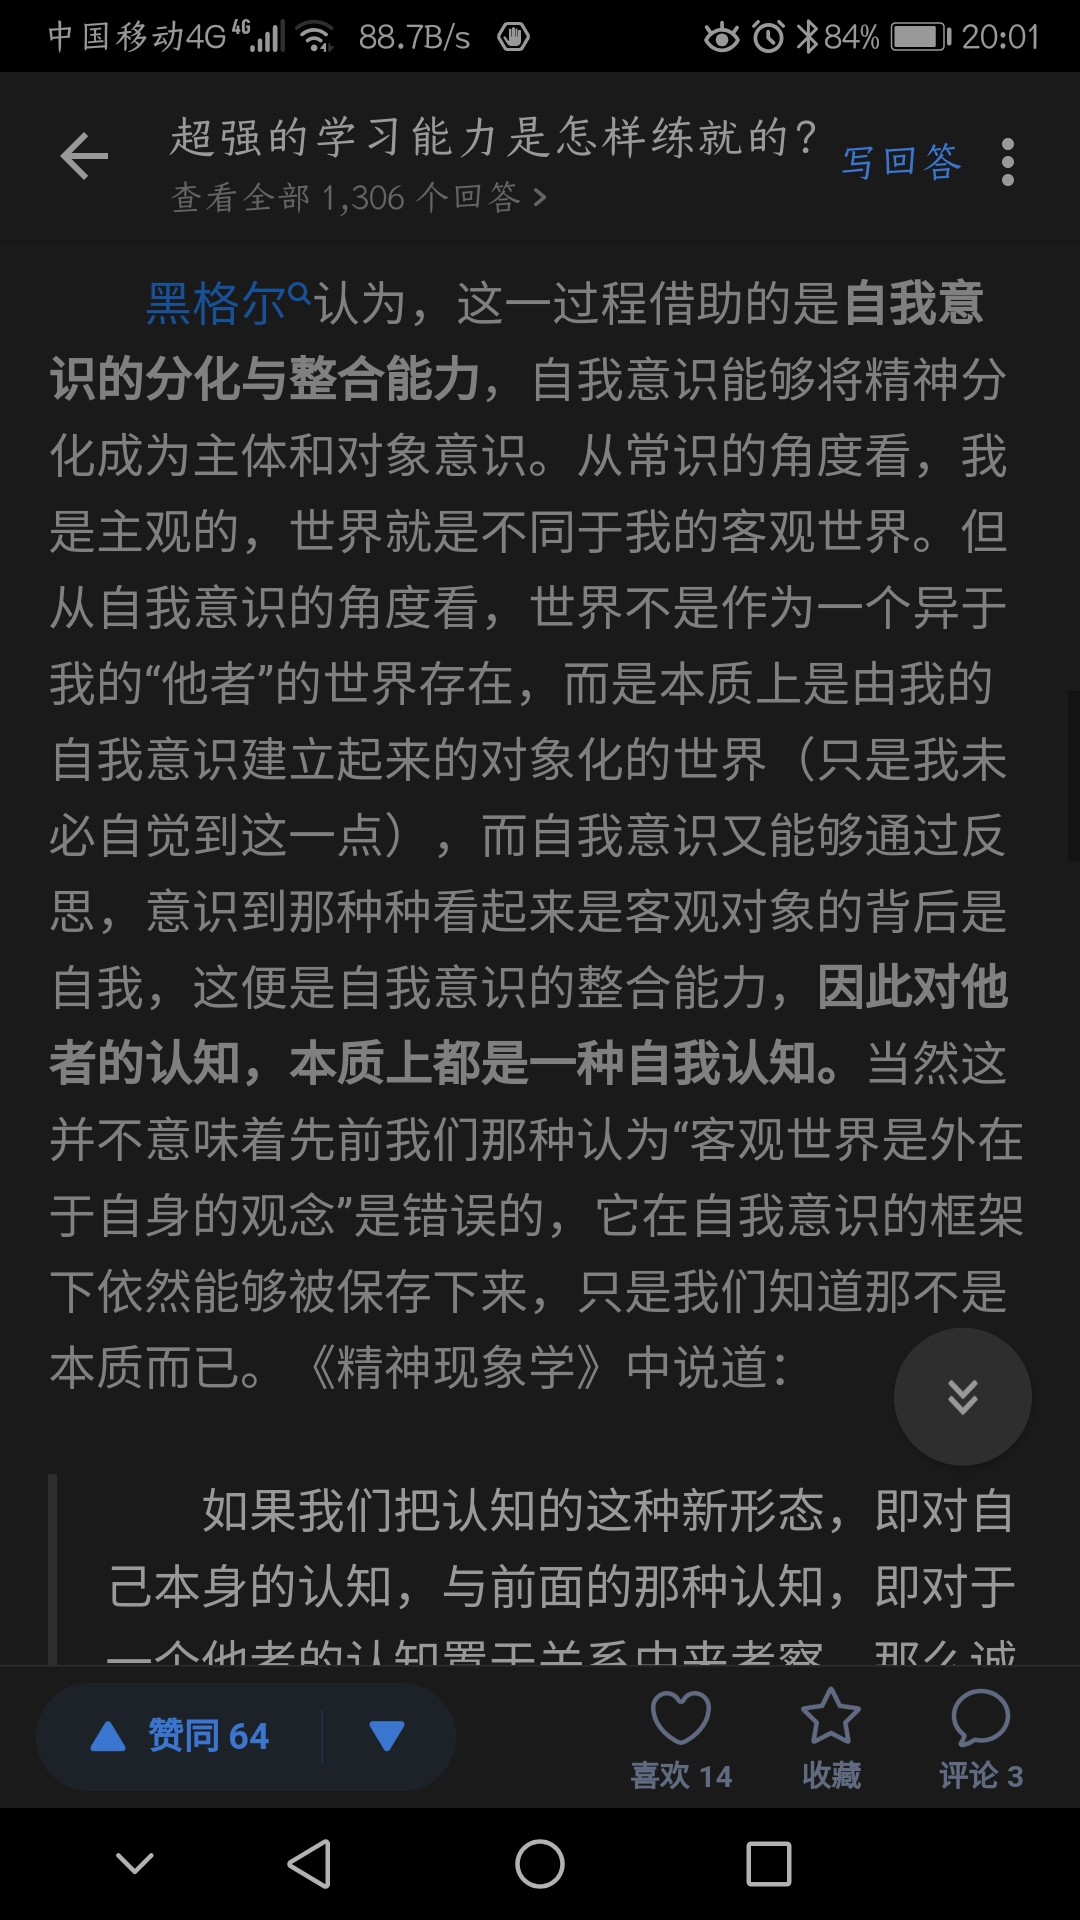 中国移动4G 4G 88.7B/s 84% 20:01
超强的学习能力是怎样练就的?
写回答
查看全部 1,306 个回答 >
黑格尔认为，这一过程借助的是自我意
识的分化与整合能力，自我意识能够将精神分
化成为主体和对象意识。从常识的角度看，我
是主观的，世界就是不同于我的客观世界。但
从自我意识的角度看，世界不是作为一个异于
我的“他者”的世界存在，而是本质上是由我的
自我意识建立起来的对象化的世界（只是我未
必自觉到这一点），而自我意识又能够通过反
思，意识到那种种看起来是客观对象的背后是
自我，这便是自我意识的整合能力，因此对他
者的认知，本质上都是一种自我认知。当然这
并不意味着先前我们那种认为“客观世界是外在
于自身的观念”是错误的，它在自我意识的框架
下依然能够被保存下来，只是我们知道那不是
本质而已。《精神现象学》中说道：
如果我们把认知的这种新形态，即对自
己本身的认知，与前面的那种认知，即对于
一个他者的认知置于关系中来考察，那么诚
赞同 64
喜欢 14
收藏
评论 3